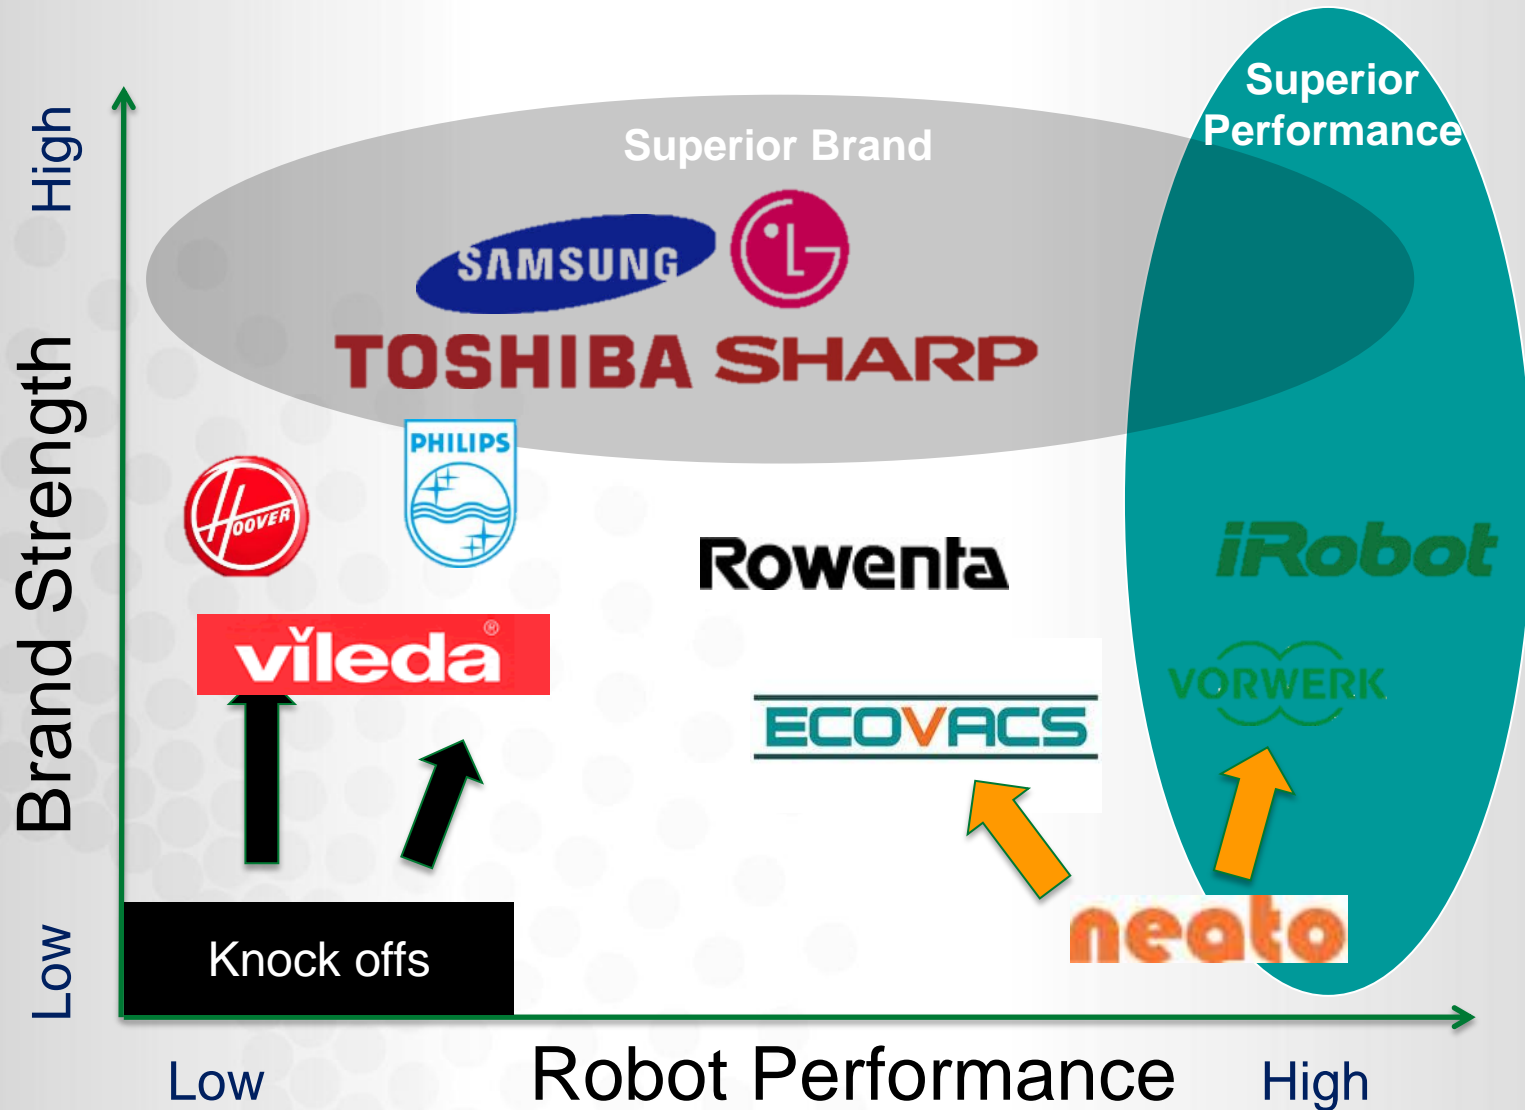 Superior
Performance
High
Superior Brand
SAMSUNG
LG
TOSHIBA SHARP
PHILIPS
HOOVER
Rowenta
iRobot
Brand Strength
vileda®
VORWERK
ECOVACS
neato
Knock offs
Low
Low
Robot Performance
High